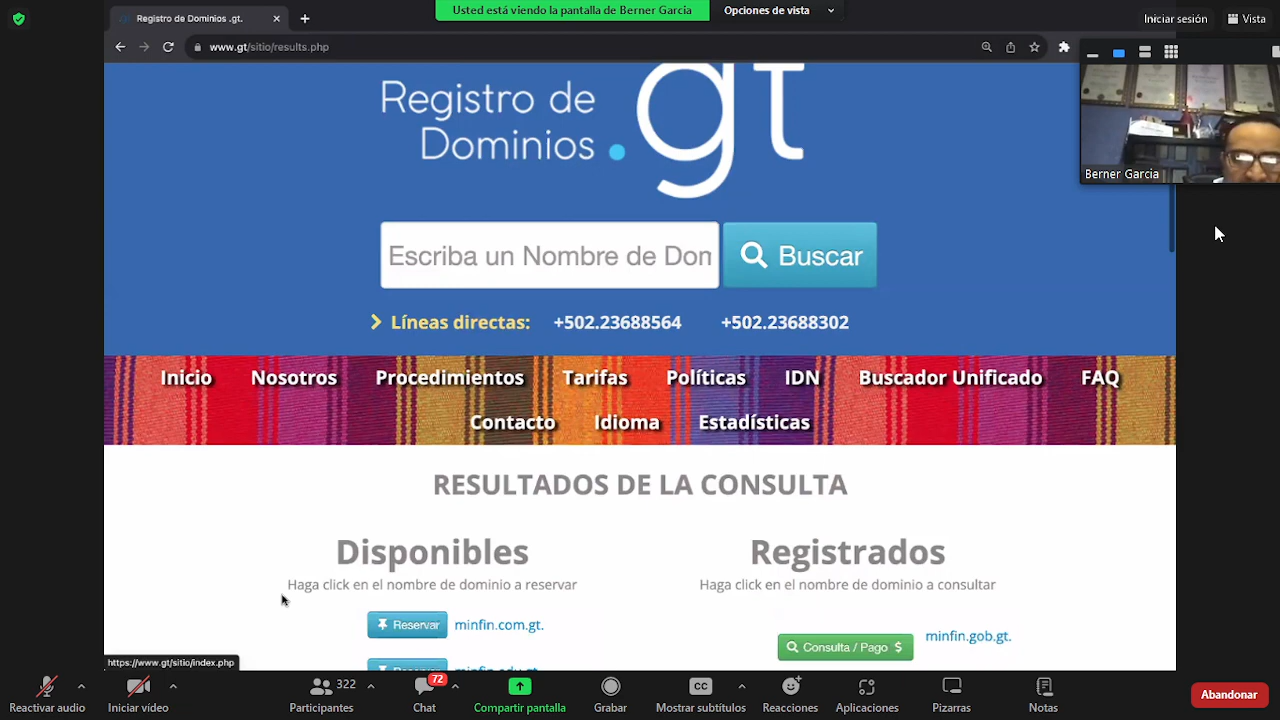 Usted está viendo la pantalla de Berner Garcia
Opciones de vista
Registro de Dominios .gt.
Iniciar sesión
Vista
www.gt/sitio/results.php
Registro de
Dominios
.gt
Berner Garcia
Escriba un Nombre de Dom
Buscar
Líneas directas: +502.23688564 +502.23688302
Inicio Nosotros Procedimientos Tarifas Políticas IDN Buscador Unificado FAQ
Contacto Idioma Estadísticas
RESULTADOS DE LA CONSULTA
Disponibles
Haga click en el nombre de dominio a reservar
Reservar minfin.com.gt.
Reservar minfin.edu.gt.
Registrados
Haga click en el nombre de dominio a consultar
Consulta / Pago $ minfin.gob.gt.
https://www.gt/sitio/index.php
Reactivar audio
Iniciar vídeo
322
Participantes
72
Chat
Compartir pantalla
Grabar
CC
Mostrar subtítulos
Reacciones
Aplicaciones
Pizarras
Notas
Abandonar